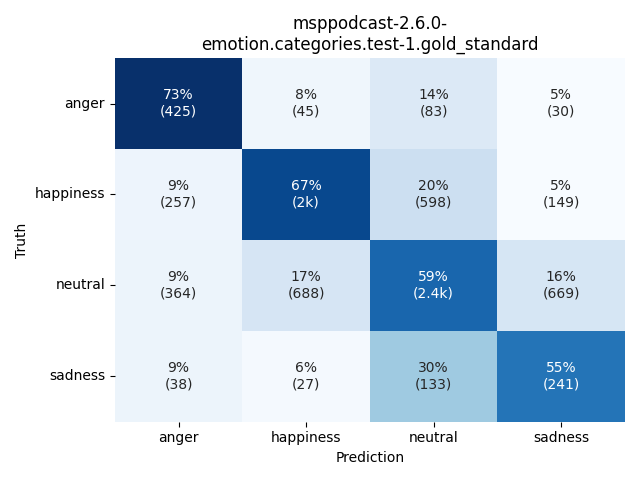 msppodcast-2.6.0-
emotion.categories.test-1.gold_standard
Truth
anger
73%
(425)
8%
(45)
14%
(83)
5%
(30)
happiness
9%
(257)
67%
(2k)
20%
(598)
5%
(149)
neutral
9%
(364)
17%
(688)
59%
(2.4k)
16%
(669)
sadness
9%
(38)
6%
(27)
30%
(133)
55%
(241)
anger
happiness
neutral
sadness
Prediction